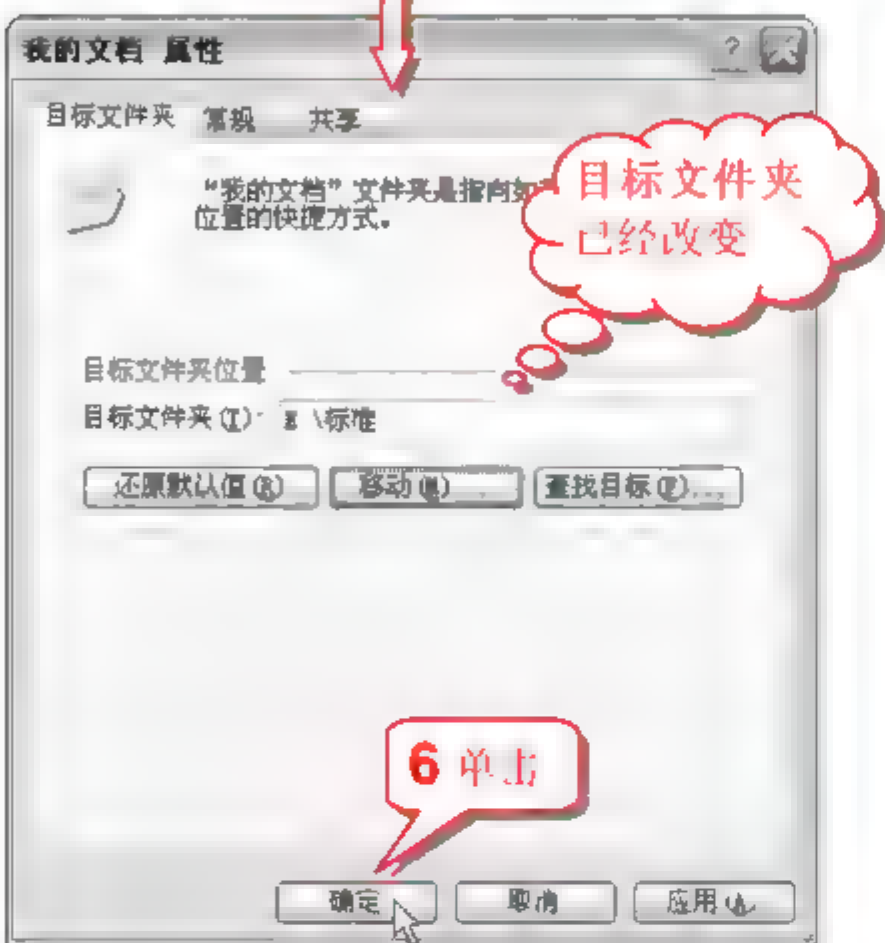 我的文档 属性
?
目标文件夹 常规 共享
“我的文档”文件夹是指向如
位置的快捷方式。
目标文件夹
已经改变
目标文件夹位置
目标文件夹(T): \标准
还原默认值(R) 移动(M)... 查找目标(F)...
6 单击
确定 取消 应用(A)